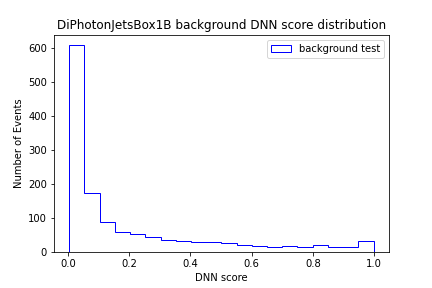 DiPhotonJetsBox1B background DNN score distribution
background test
Number of Events
600
500
400
300
200
100
0
0.0 0.2 0.4 0.6 0.8 1.0
DNN score